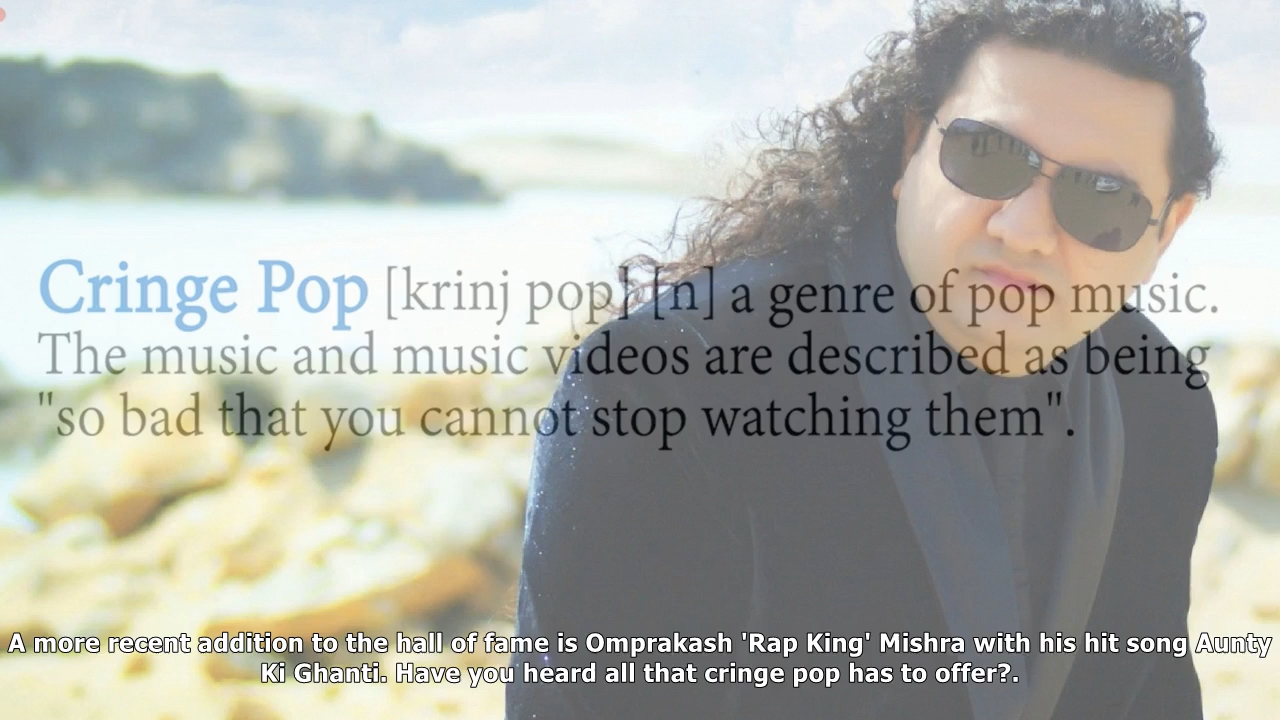 Cringe Pop [krinj pop] [n] a genre of pop music.
The music and music videos are described as being
"so bad that you cannot stop watching them".
A more recent addition to the hall of fame is Omprakash 'Rap King' Mishra with his hit song Aunty
Ki Ghanti. Have you heard all that cringe pop has to offer?.